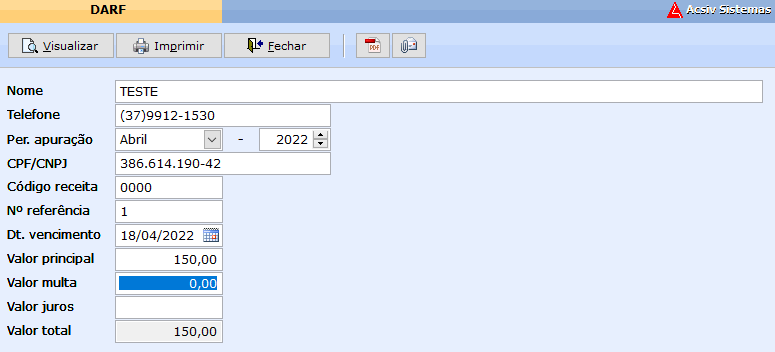 DARF
Acsiv Sistemas
Visualizar Imprimir Fechar PDF
Nome TESTE
Telefone (37)9912-1530
Per. apuração Abril - 2022
CPF/CNPJ 386.614.190-42
Código receita 0000
Nº referência 1
Dt. vencimento 18/04/2022
Valor principal 150,00
Valor multa 0,00
Valor juros
Valor total 150,00